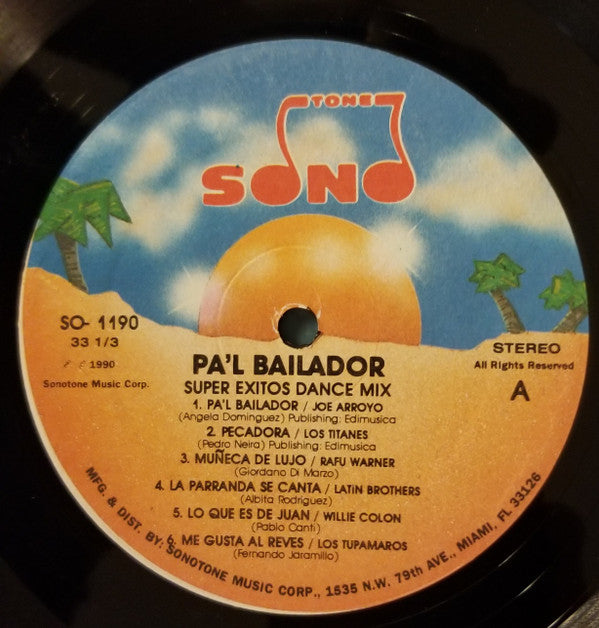 TONE
SONO
SO- 1190
33 1/3
℗ © 1990
Sonotone Music Corp.
STEREO
All Rights Reserved
A
PA'L BAILADOR
SUPER EXITOS DANCE MIX
1. PA'L BAILADOR / JOE ARROYO
(Angela Dominguez) Publishing: Edimusica
2. PECADORA / LOS TITANES
(Pedro Neira) Publishing: Edimusica
3. MUÑECA DE LUJO / RAFU WARNER
(Giordano Di Marzo)
4. LA PARRANDA SE CANTA / LATIN BROTHERS
(Albita Rodriguez)
5. LO QUE ES DE JUAN / WILLIE COLON
(Pablo Canti)
6. ME GUSTA AL REVES / LOS TUPAMAROS
(Fernando Jaramillo)
MFG. & DIST. BY: SONOTONE MUSIC CORP., 1535 N.W. 79th AVE., MIAMI, FL 33126